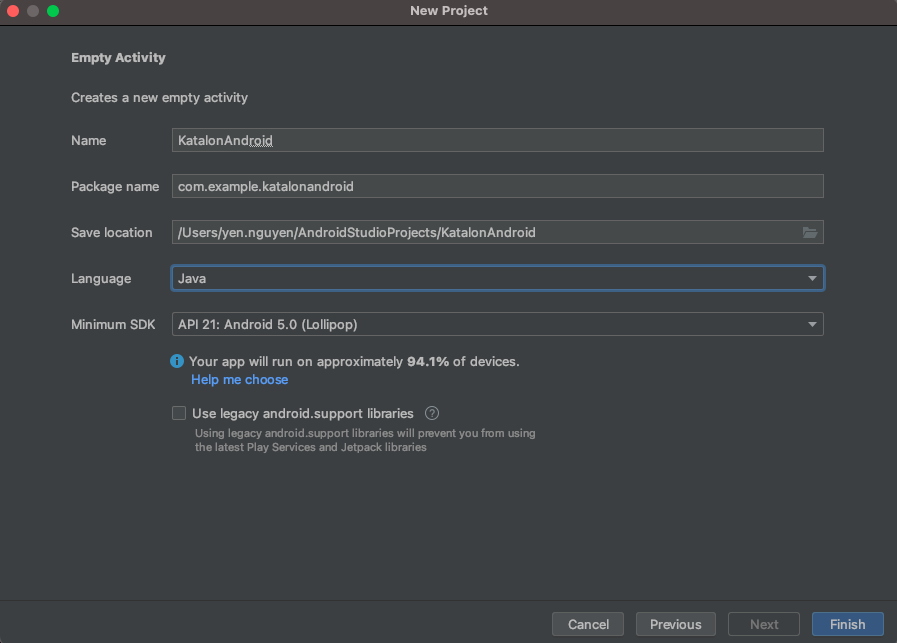 New Project
Empty Activity
Creates a new empty activity
Name KatalonAndroid
Package name com.example.katalonandroid
Save location /Users/yen.nguyen/AndroidStudioProjects/KatalonAndroid
Language Java
Minimum SDK API 21: Android 5.0 (Lollipop)
i Your app will run on approximately 94.1% of devices.
Help me choose
Use legacy android.support libraries ?
Using legacy android.support libraries will prevent you from using
the latest Play Services and Jetpack libraries
Cancel Previous Next Finish